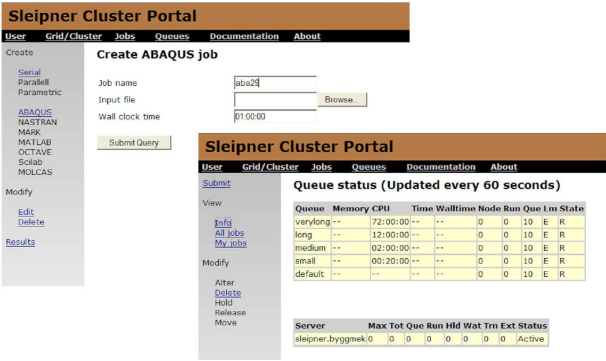 Sleipner Cluster Portal
User Grid/Cluster Jobs Queues Documentation About
Create
Serial
Parallell
Parametric
ABAQUS
NASTRAN
MARK
MATLAB
OCTAVE
Scilab
MOLCAS
Modify
Edit
Delete
Results
Create ABAQUS job
Job name aba29
Input file Browse...
Wall clock time 01:00:00
Submit Query
Sleipner Cluster Portal
User Grid/Cluster Jobs Queues Documentation About
Submit
View
Info
All jobs
My jobs
Modify
Alter
Delete
Hold
Release
Move
Queue status (Updated every 60 seconds)
Queue Memory CPU Time Walltime Node Run Que Lm State
verylong -- 72:00:00 -- -- 0 0 10 E R
long -- 12:00:00 -- -- 0 0 10 E R
medium -- 02:00:00 -- -- 0 0 10 E R
small -- 00:20:00 -- -- 0 0 10 E R
default -- -- -- -- 0 0 10 E R
Server Max Tot Que Run Hld Wat Trn Ext Status
sleipner.byggmek 0 0 0 0 0 0 0 0 Active